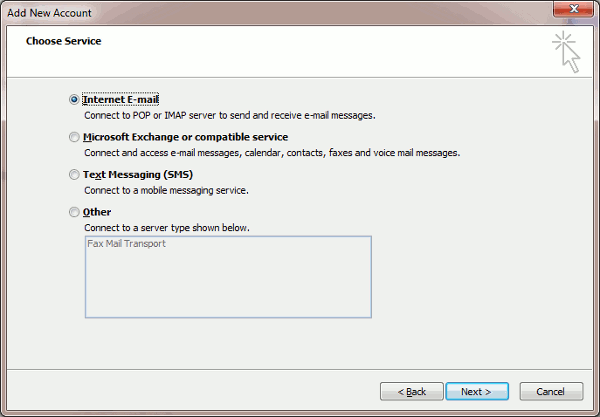 Add New Account
Choose Service
Internet E-mail
Connect to POP or IMAP server to send and receive e-mail messages.
Microsoft Exchange or compatible service
Connect and access e-mail messages, calendar, contacts, faxes and voice mail messages.
Text Messaging (SMS)
Connect to a mobile messaging service.
Other
Connect to a server type shown below.
Fax Mail Transport
< Back Next > Cancel